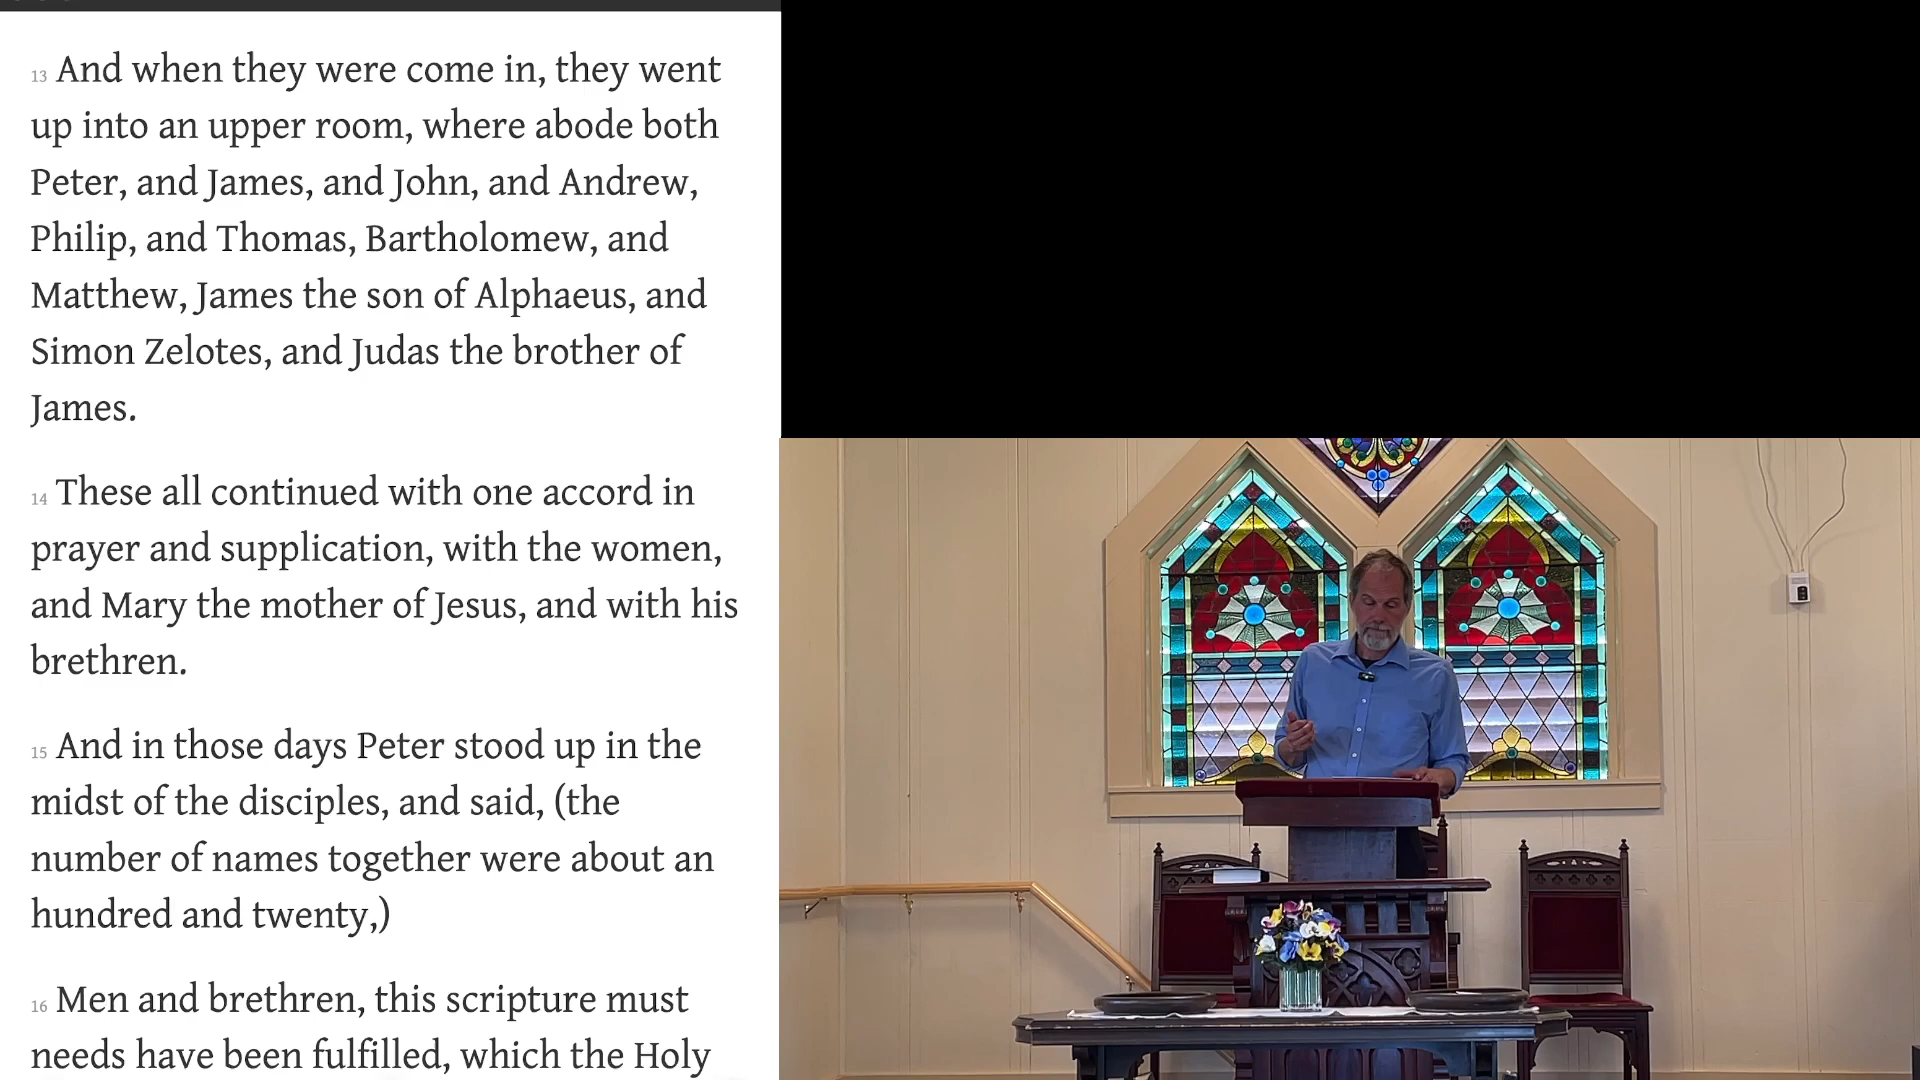 13 And when they were come in, they went
up into an upper room, where abode both
Peter, and James, and John, and Andrew,
Philip, and Thomas, Bartholomew, and
Matthew, James the son of Alphaeus, and
Simon Zelotes, and Judas the brother of
James.
14 These all continued with one accord in
prayer and supplication, with the women,
and Mary the mother of Jesus, and with his
brethren.
15 And in those days Peter stood up in the
midst of the disciples, and said, (the
number of names together were about an
hundred and twenty,)
16 Men and brethren, this scripture must
needs have been fulfilled, which the Holy